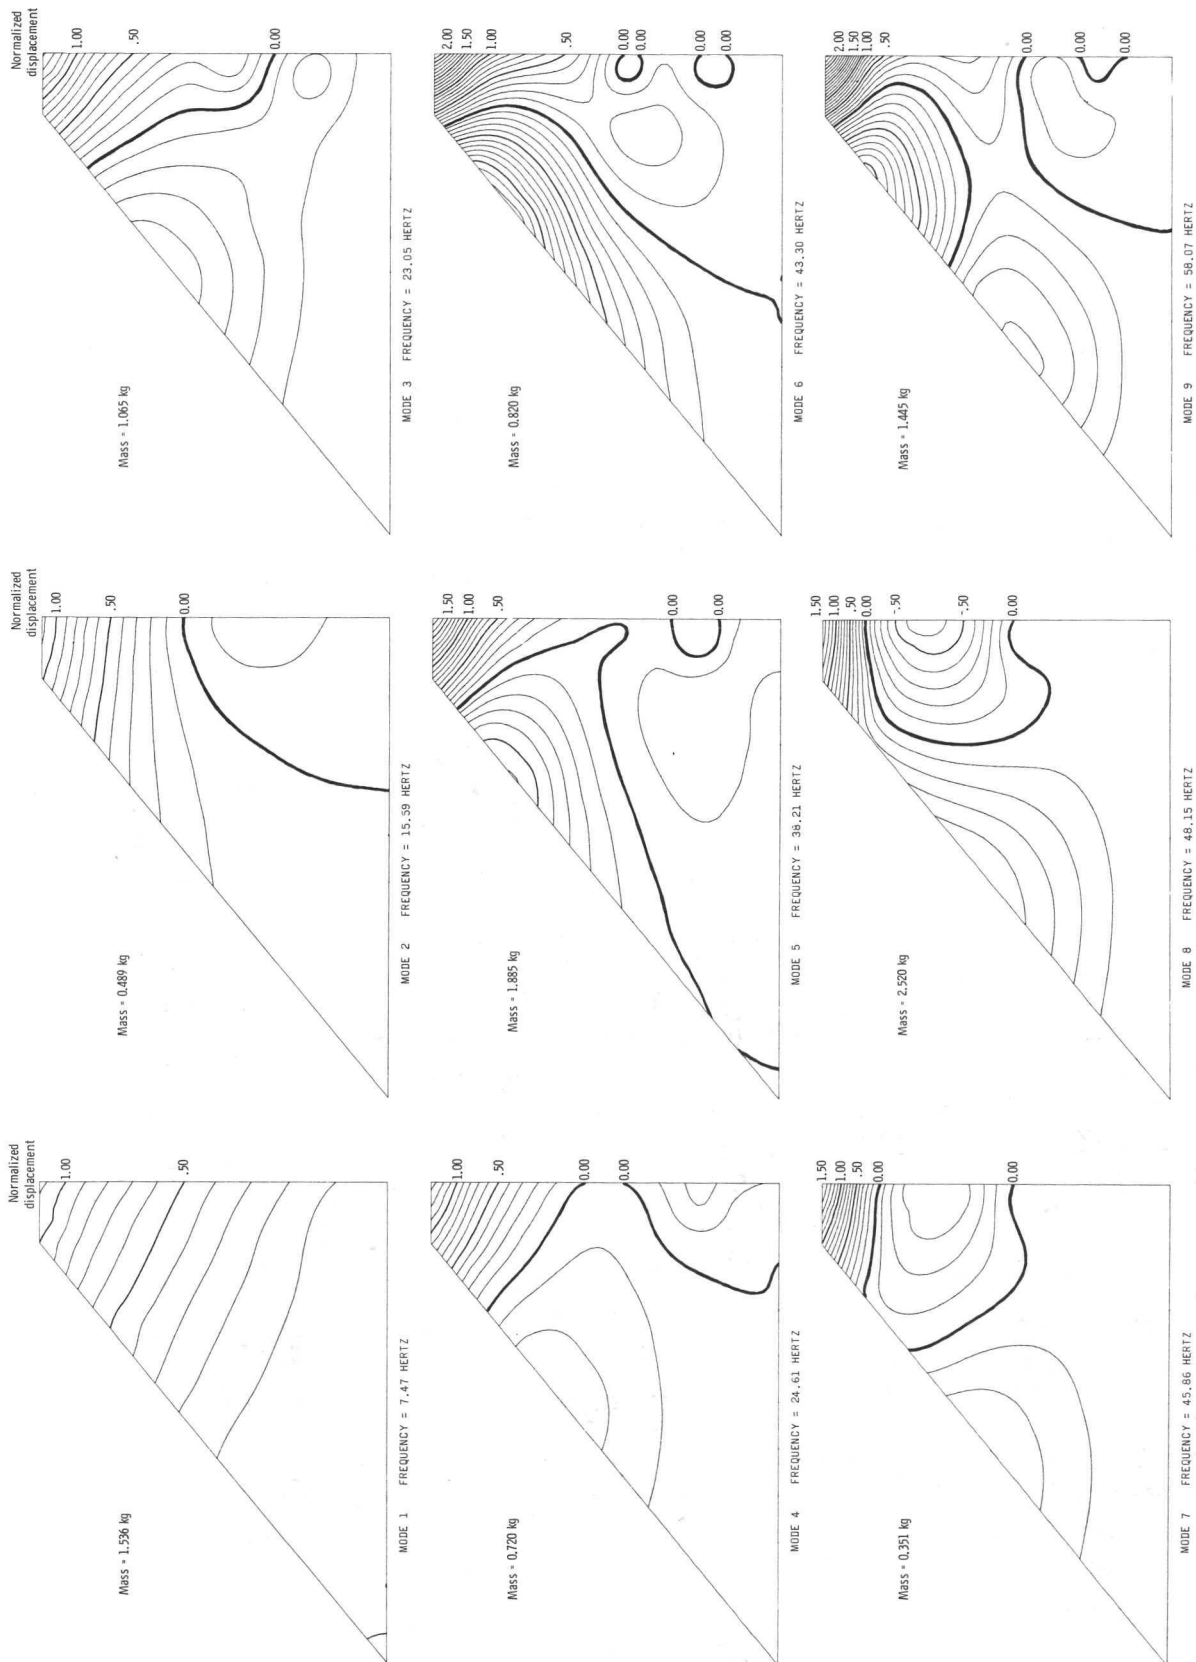 Normalized
displacement
1.00
.50
Mass = 1.536 kg
MODE 1 FREQUENCY = 7.47 HERTZ
Normalized
displacement
1.00
.50
0.00
Mass = 0.489 kg
MODE 2 FREQUENCY = 15.59 HERTZ
Normalized
displacement
1.00
.50
0.00
Mass = 1.065 kg
MODE 3 FREQUENCY = 23.05 HERTZ
1.00
.50
0.00
0.00
Mass = 0.720 kg
MODE 4 FREQUENCY = 24.61 HERTZ
1.50
1.00
.50
0.00
0.00
Mass = 1.885 kg
MODE 5 FREQUENCY = 38.21 HERTZ
2.00
1.50
1.00
.50
0.00
0.00
0.00
0.00
Mass = 0.820 kg
MODE 6 FREQUENCY = 43.30 HERTZ
1.50
1.00
.50
0.00
0.00
Mass = 0.351 kg
MODE 7 FREQUENCY = 45.86 HERTZ
1.50
1.00
.50
0.00
-.50
-.50
0.00
Mass = 2.520 kg
MODE 8 FREQUENCY = 48.15 HERTZ
2.00
1.50
1.00
.50
0.00
0.00
0.00
Mass = 1.445 kg
MODE 9 FREQUENCY = 58.07 HERTZ